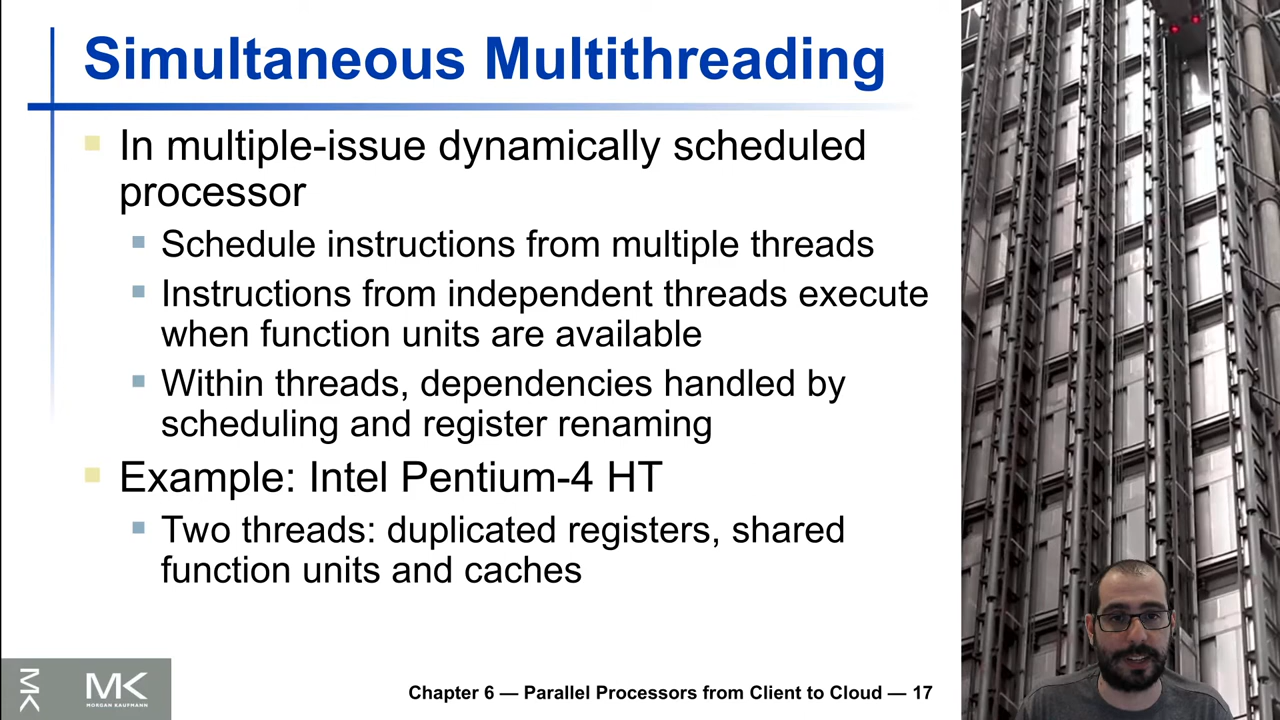 Simultaneous Multithreading
In multiple-issue dynamically scheduled
processor
Schedule instructions from multiple threads
Instructions from independent threads execute
when function units are available
Within threads, dependencies handled by
scheduling and register renaming
Example: Intel Pentium-4 HT
Two threads: duplicated registers, shared
function units and caches
MK
MK
MORGAN KAUFMANN
Chapter 6 — Parallel Processors from Client to Cloud — 17